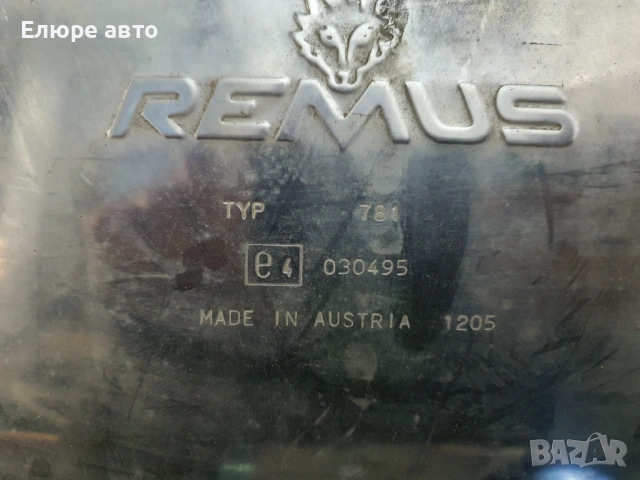 Елюре авто
REMUS
TYP 781
e4 030495
MADE IN AUSTRIA 1205
BAZAR